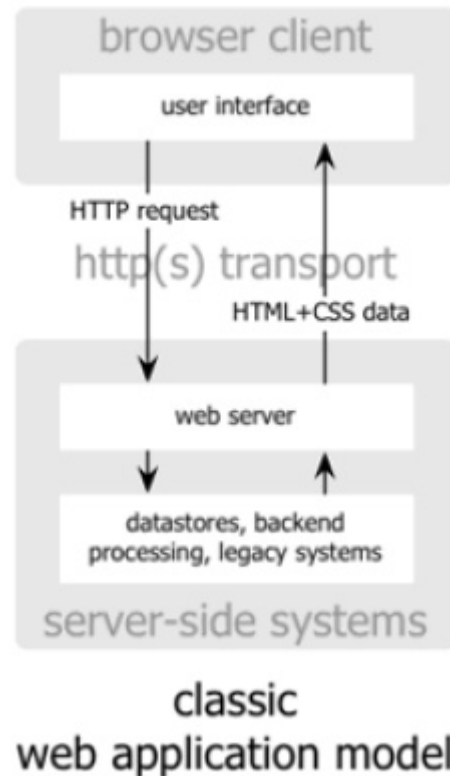 browser client
user interface
HTTP request
http(s) transport
HTML+CSS data
web server
datastores, backend
processing, legacy systems
server-side systems
classic
web application model